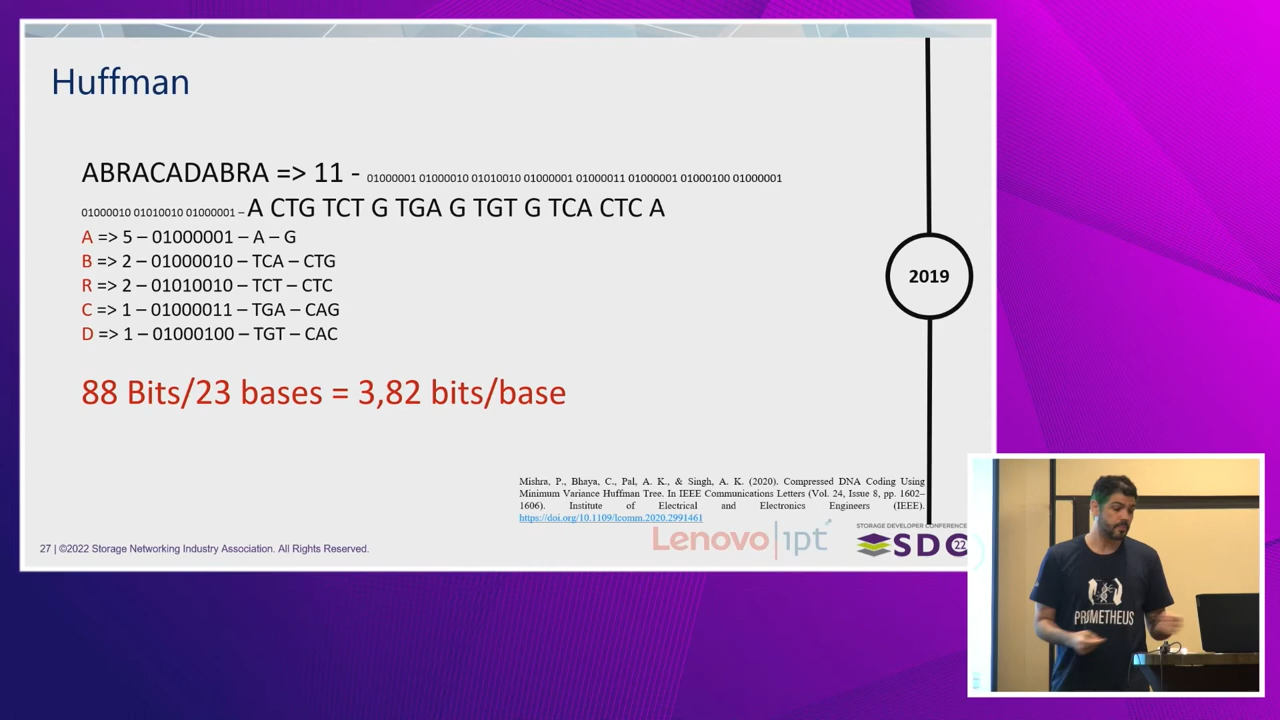 Huffman
ABRACADABRA => 11 - 01000001 01000010 01010010 01000001 01000011 01000001 01000100 01000001
01000010 01010010 01000001 – A CTG TCT G TGA G TGT G TCA CTC A
A => 5 – 01000001 – A – G
B => 2 – 01000010 – TCA – CTG
R => 2 – 01010010 – TCT – CTC
C => 1 – 01000011 – TGA – CAG
D => 1 – 01000100 – TGT – CAC
2019
88 Bits/23 bases = 3,82 bits/base
Mishra, P., Bhaya, C., Pal, A. K., & Singh, A. K. (2020). Compressed DNA Coding Using
Minimum Variance Huffman Tree. In IEEE Communications Letters (Vol. 24, Issue 8, pp. 1602–
1606). Institute of Electrical and Electronics Engineers (IEEE).
https://doi.org/10.1109/lcomm.2020.2991461
Lenovo ipt
STORAGE DEVELOPER CONFERENCE
SDC 22
27 | ©2022 Storage Networking Industry Association. All Rights Reserved.
PROMETHEUS